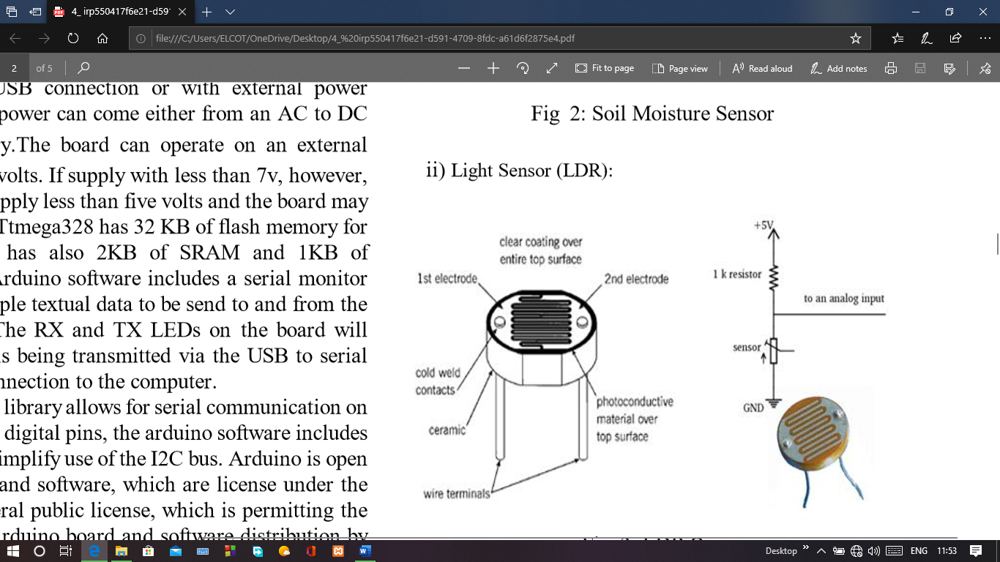 4_ irp550417f6e21-d59
file:///C:/Users/ELCOT/OneDrive/Desktop/4_%20irp550417f6e21-d591-4709-8fdc-a61d6f2875e4.pdf
2 of 5
Fit to page
Page view
Read aloud
Add notes
USB connection or with external power
power can come either from an AC to DC
ry.The board can operate on an external
volts. If supply with less than 7v, however,
pply less than five volts and the board may
Ttmega328 has 32 KB of flash memory for
has also 2KB of SRAM and 1KB of
Arduino software includes a serial monitor
ple textual data to be send to and from the
The RX and TX LEDs on the board will
is being transmitted via the USB to serial
nnection to the computer.
library allows for serial communication on
digital pins, the arduino software includes
simplify use of the I2C bus. Arduino is open
and software, which are license under the
eral public license, which is permitting the
arduino board and software distribution by
Fig 2: Soil Moisture Sensor
ii) Light Sensor (LDR):
clear coating over
entire top surface
1st electrode
2nd electrode
cold weld
contacts
ceramic
photoconductive
material over
top surface
wire terminals
+5V
1 k resistor
to an analog input
sensor
GND
Desktop
ENG
11:53